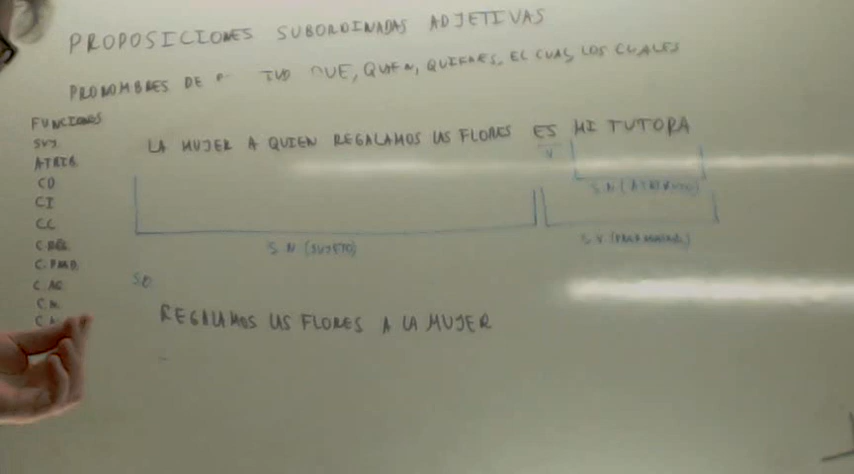 PROPOSICIONES SUBORDINADAS ADJETIVAS
PRONOMBRES DE QUE, QUIEN, QUIENES, EL CUAL, LOS CUALES
FUNCIONES
SUJ
ATRIB.
CD
CI
CC
C. REG.
C. PRED.
C. AG.
C N.
LA MUJER A QUIEN REGALAMOS LAS FLORES ES MI TUTORA
V
S.N (ATRIBUTO)
S.N (SUJETO)
S.V. (PREDICADO)
REGALAMOS LAS FLORES A LA MUJER